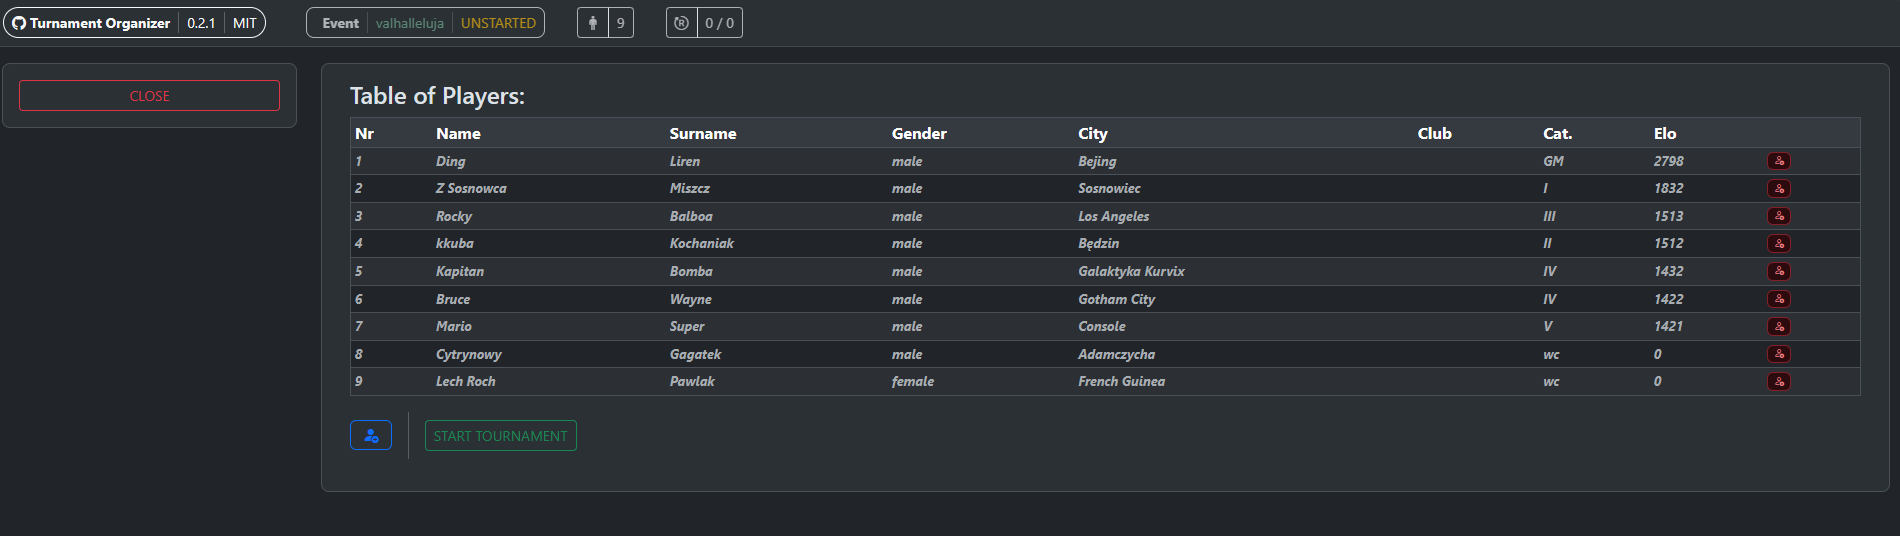 Turnament Organizer 0.2.1 MIT Event valhalleluja UNSTARTED 9 R 0 / 0
CLOSE
Table of Players:
Nr Name Surname Gender City Club Cat. Elo
1 Ding Liren male Bejing GM 2798
2 Z Sosnowca Miszcz male Sosnowiec I 1832
3 Rocky Balboa male Los Angeles III 1513
4 kkuba Kochaniak male Będzin II 1512
5 Kapitan Bomba male Galaktyka Kurvix IV 1432
6 Bruce Wayne male Gotham City IV 1422
7 Mario Super male Console V 1421
8 Cytrynowy Gagatek male Adamczycha wc 0
9 Lech Roch Pawlak female French Guinea wc 0
START TOURNAMENT